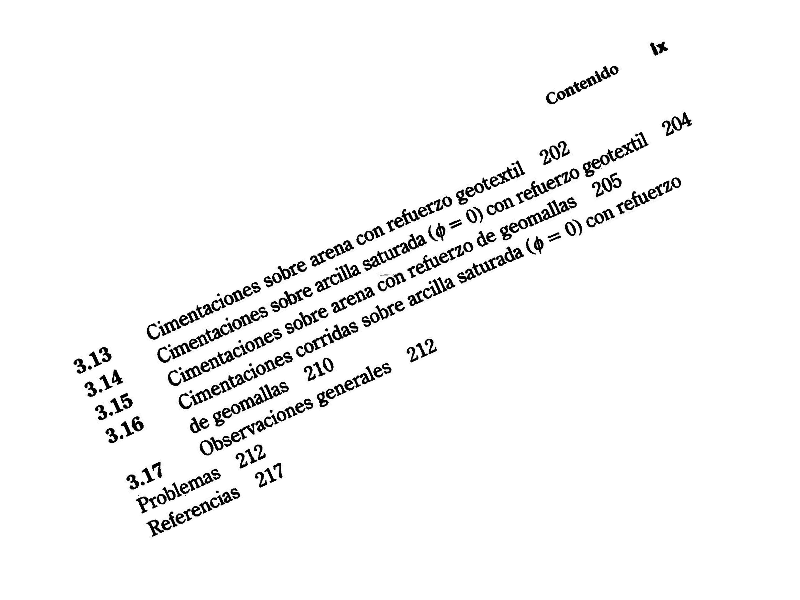 Contenido ix
3.13 Cimentaciones sobre arena con refuerzo geotextil 202
3.14 Cimentaciones sobre arcilla saturada (ϕ = 0) con refuerzo geotextil 204
3.15 Cimentaciones sobre arena con refuerzo de geomallas 205
3.16 Cimentaciones corridas sobre arcilla saturada (ϕ = 0) con refuerzo
de geomallas 210
3.17 Observaciones generales 212
Problemas 212
Referencias 217